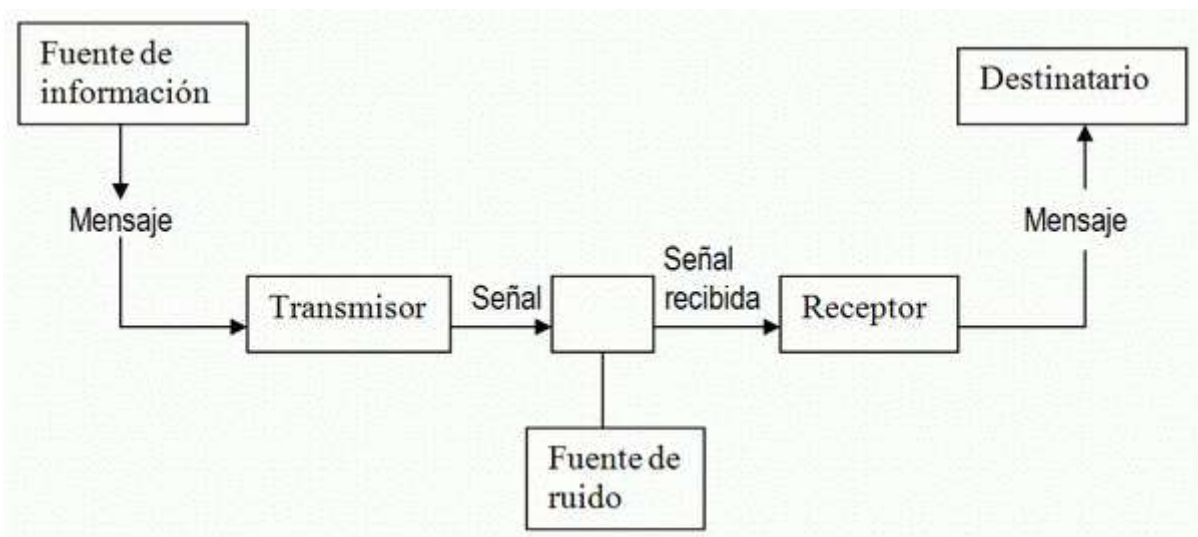 Fuente de
información
Destinatario
Mensaje
Mensaje
Transmisor
Señal
Señal
recibida
Receptor
Fuente de
ruido